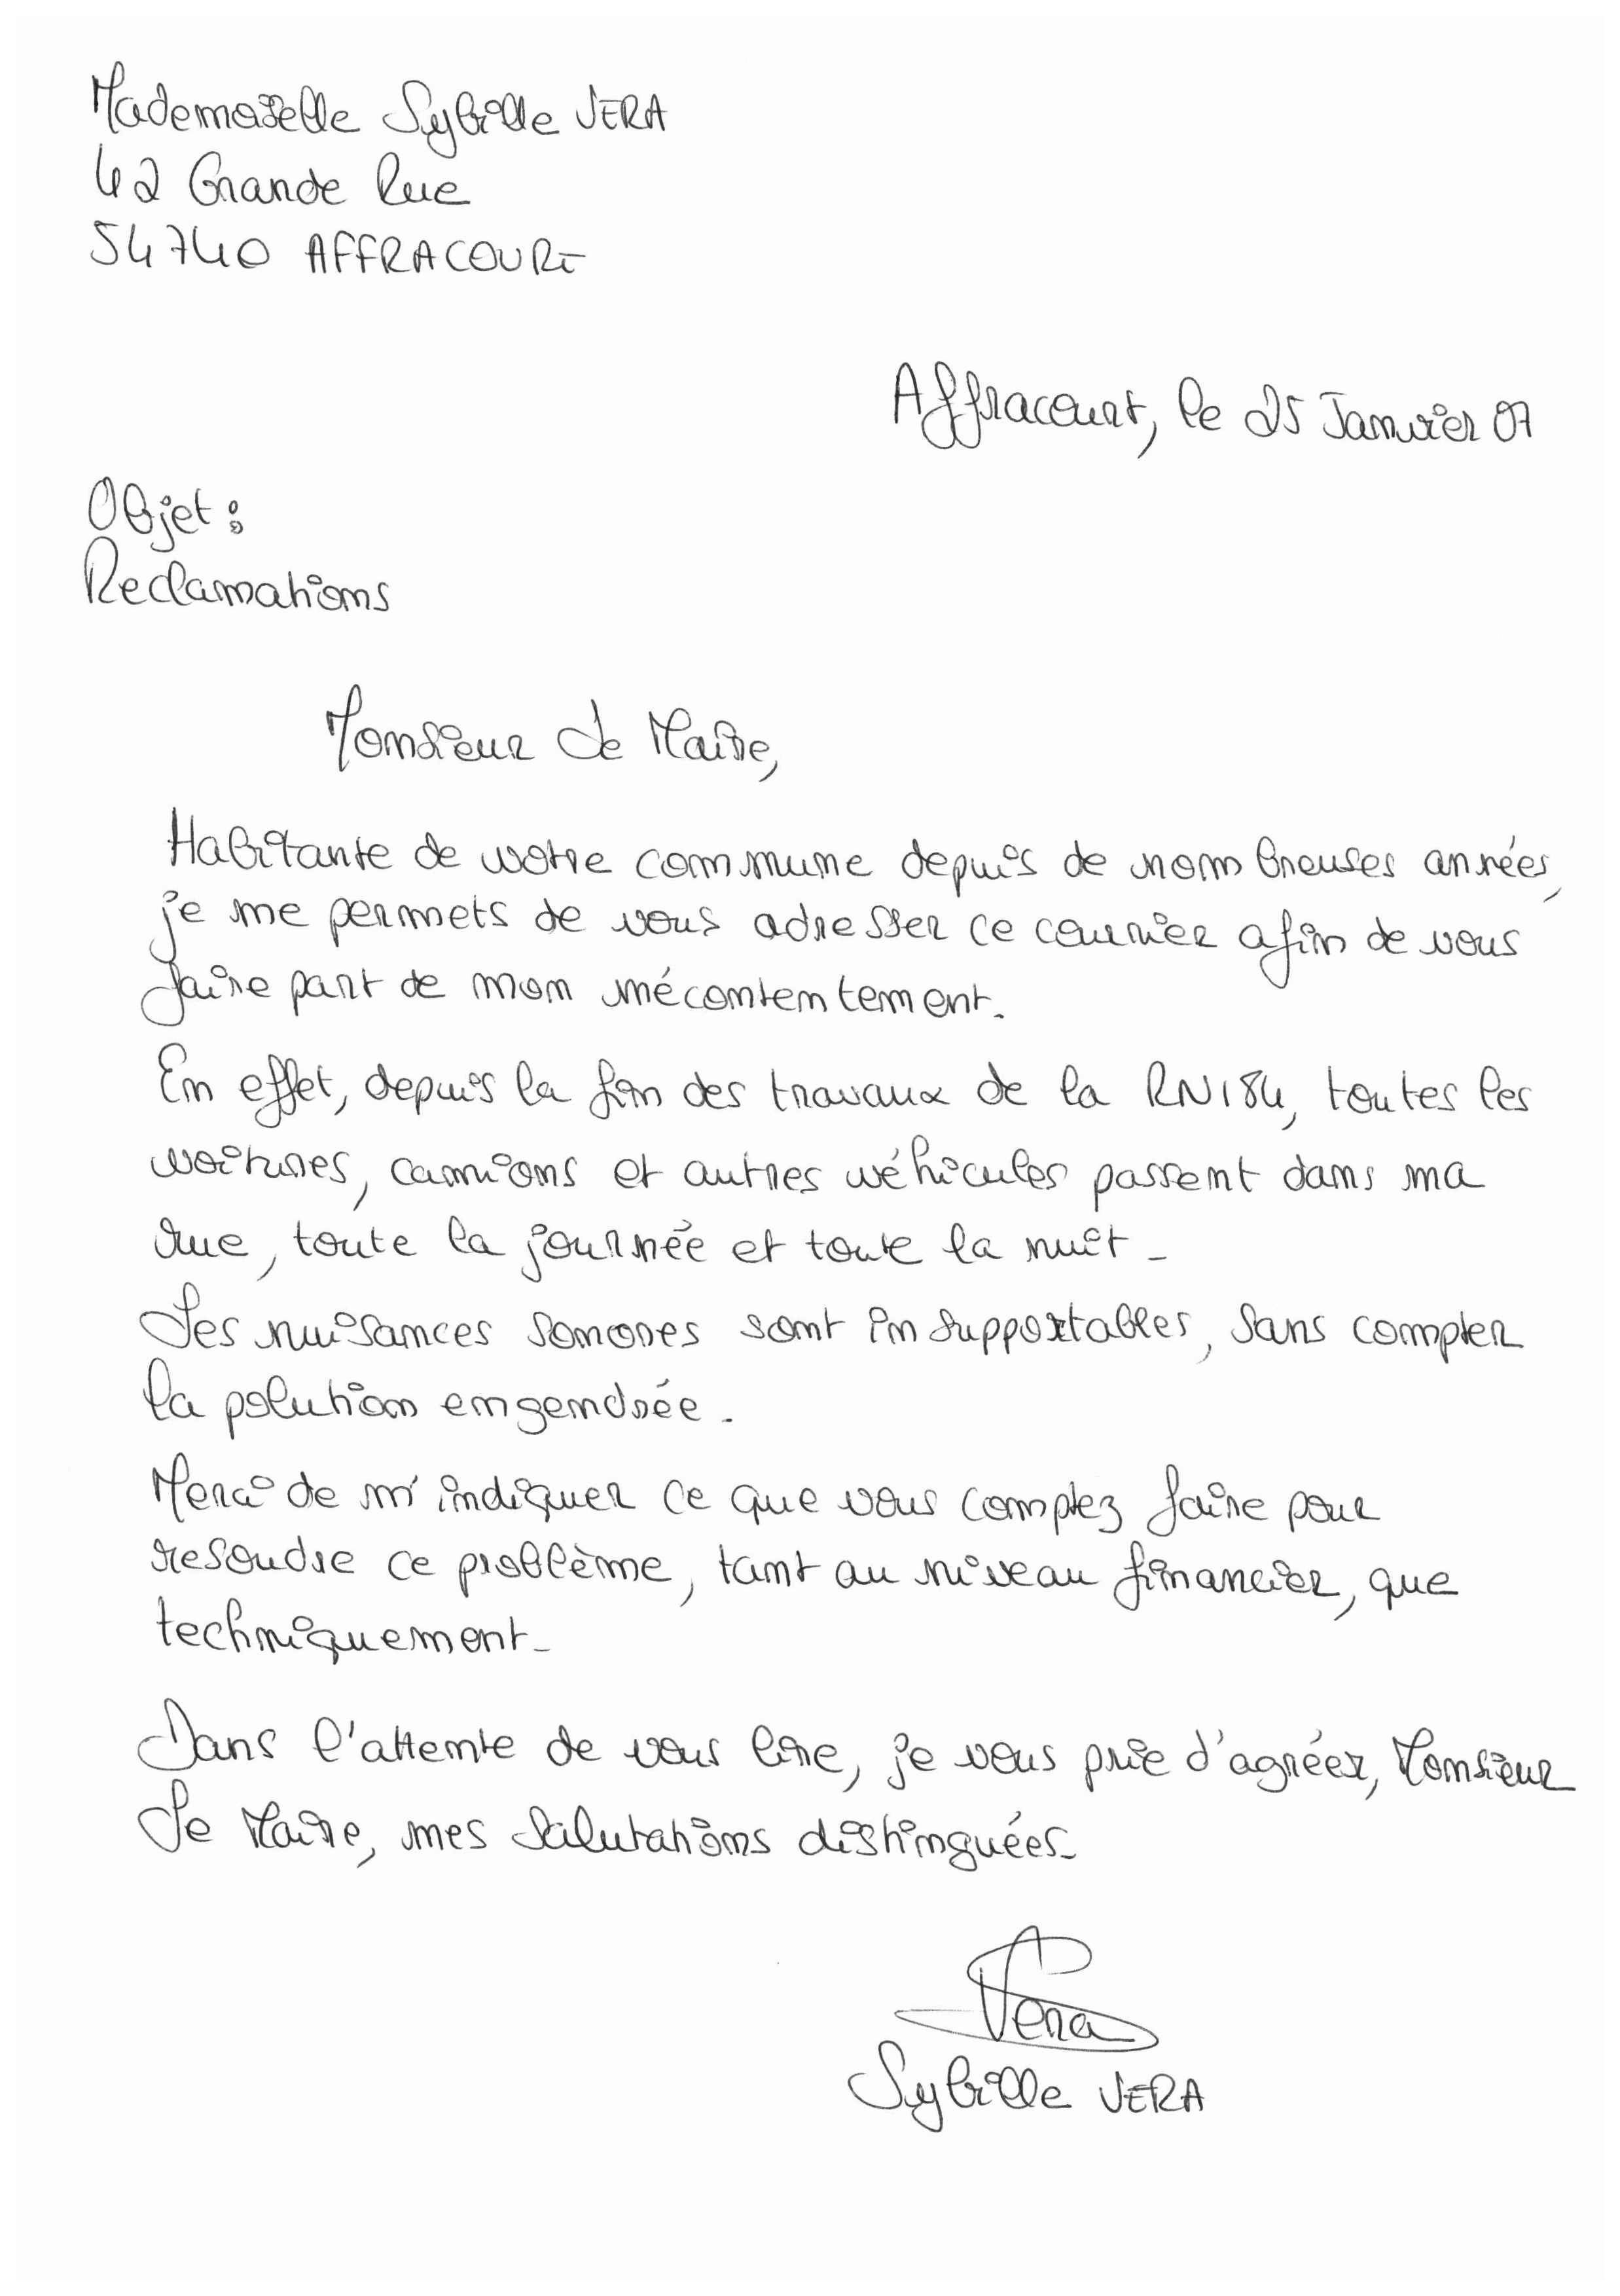 Mademoiselle Sybille VERA
42 Grande Rue
54740 AFFRACOURT
Affracourt, le 25 Janvier 07
Objet :
Reclamations
Monsieur Le Maire,
Habitante de votre commune depuis de nombreuses années,
je me permets de vous adresser ce courrier afin de vous
faire part de mon mécontentement.
En effet, depuis la fin des travaux de la RN184, toutes les
voitures, camions et autres véhicules passent dans ma
rue, toute la journée et toute la nuit.
Les nuisances sonores sont insupportables, sans compter
la polution engendrée.
Merci de m'indiquer ce que vous comptez faire pour
resoudre ce problème, tant au niveau financier, que
techniquement.
Dans l'attente de vous lire, je vous prie d'agréer, Monsieur
Le Maire, mes salutations distinguées.
Vera
Sybille VERA